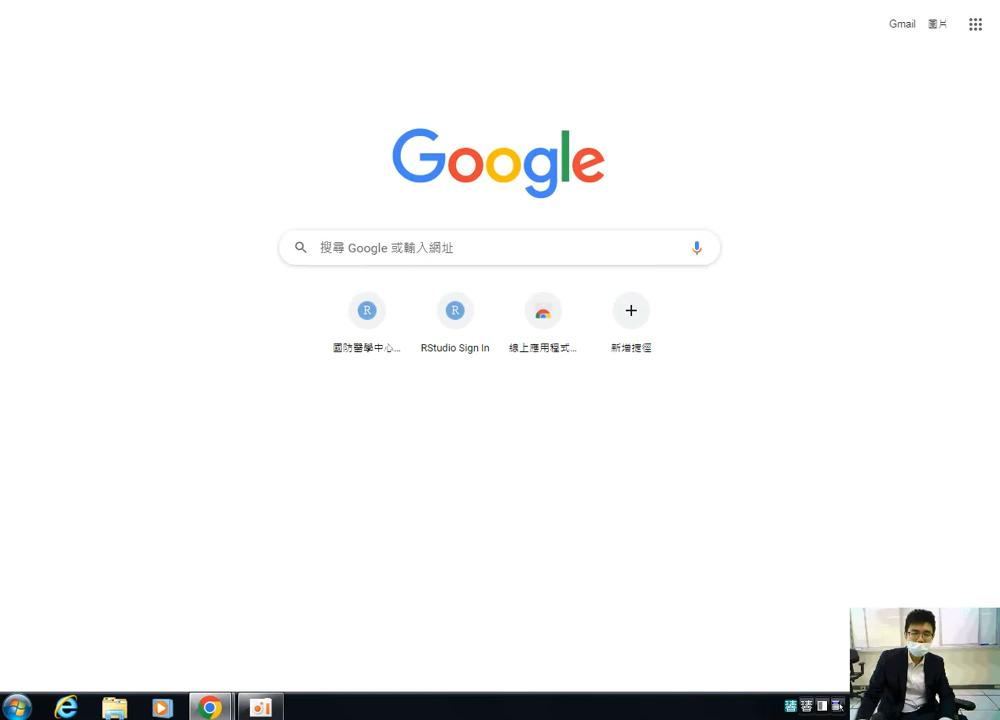 Gmail 圖片
Google
搜尋 Google 或輸入網址
R R
國防醫學中心... RStudio Sign In 線上應用程式... 新增捷徑